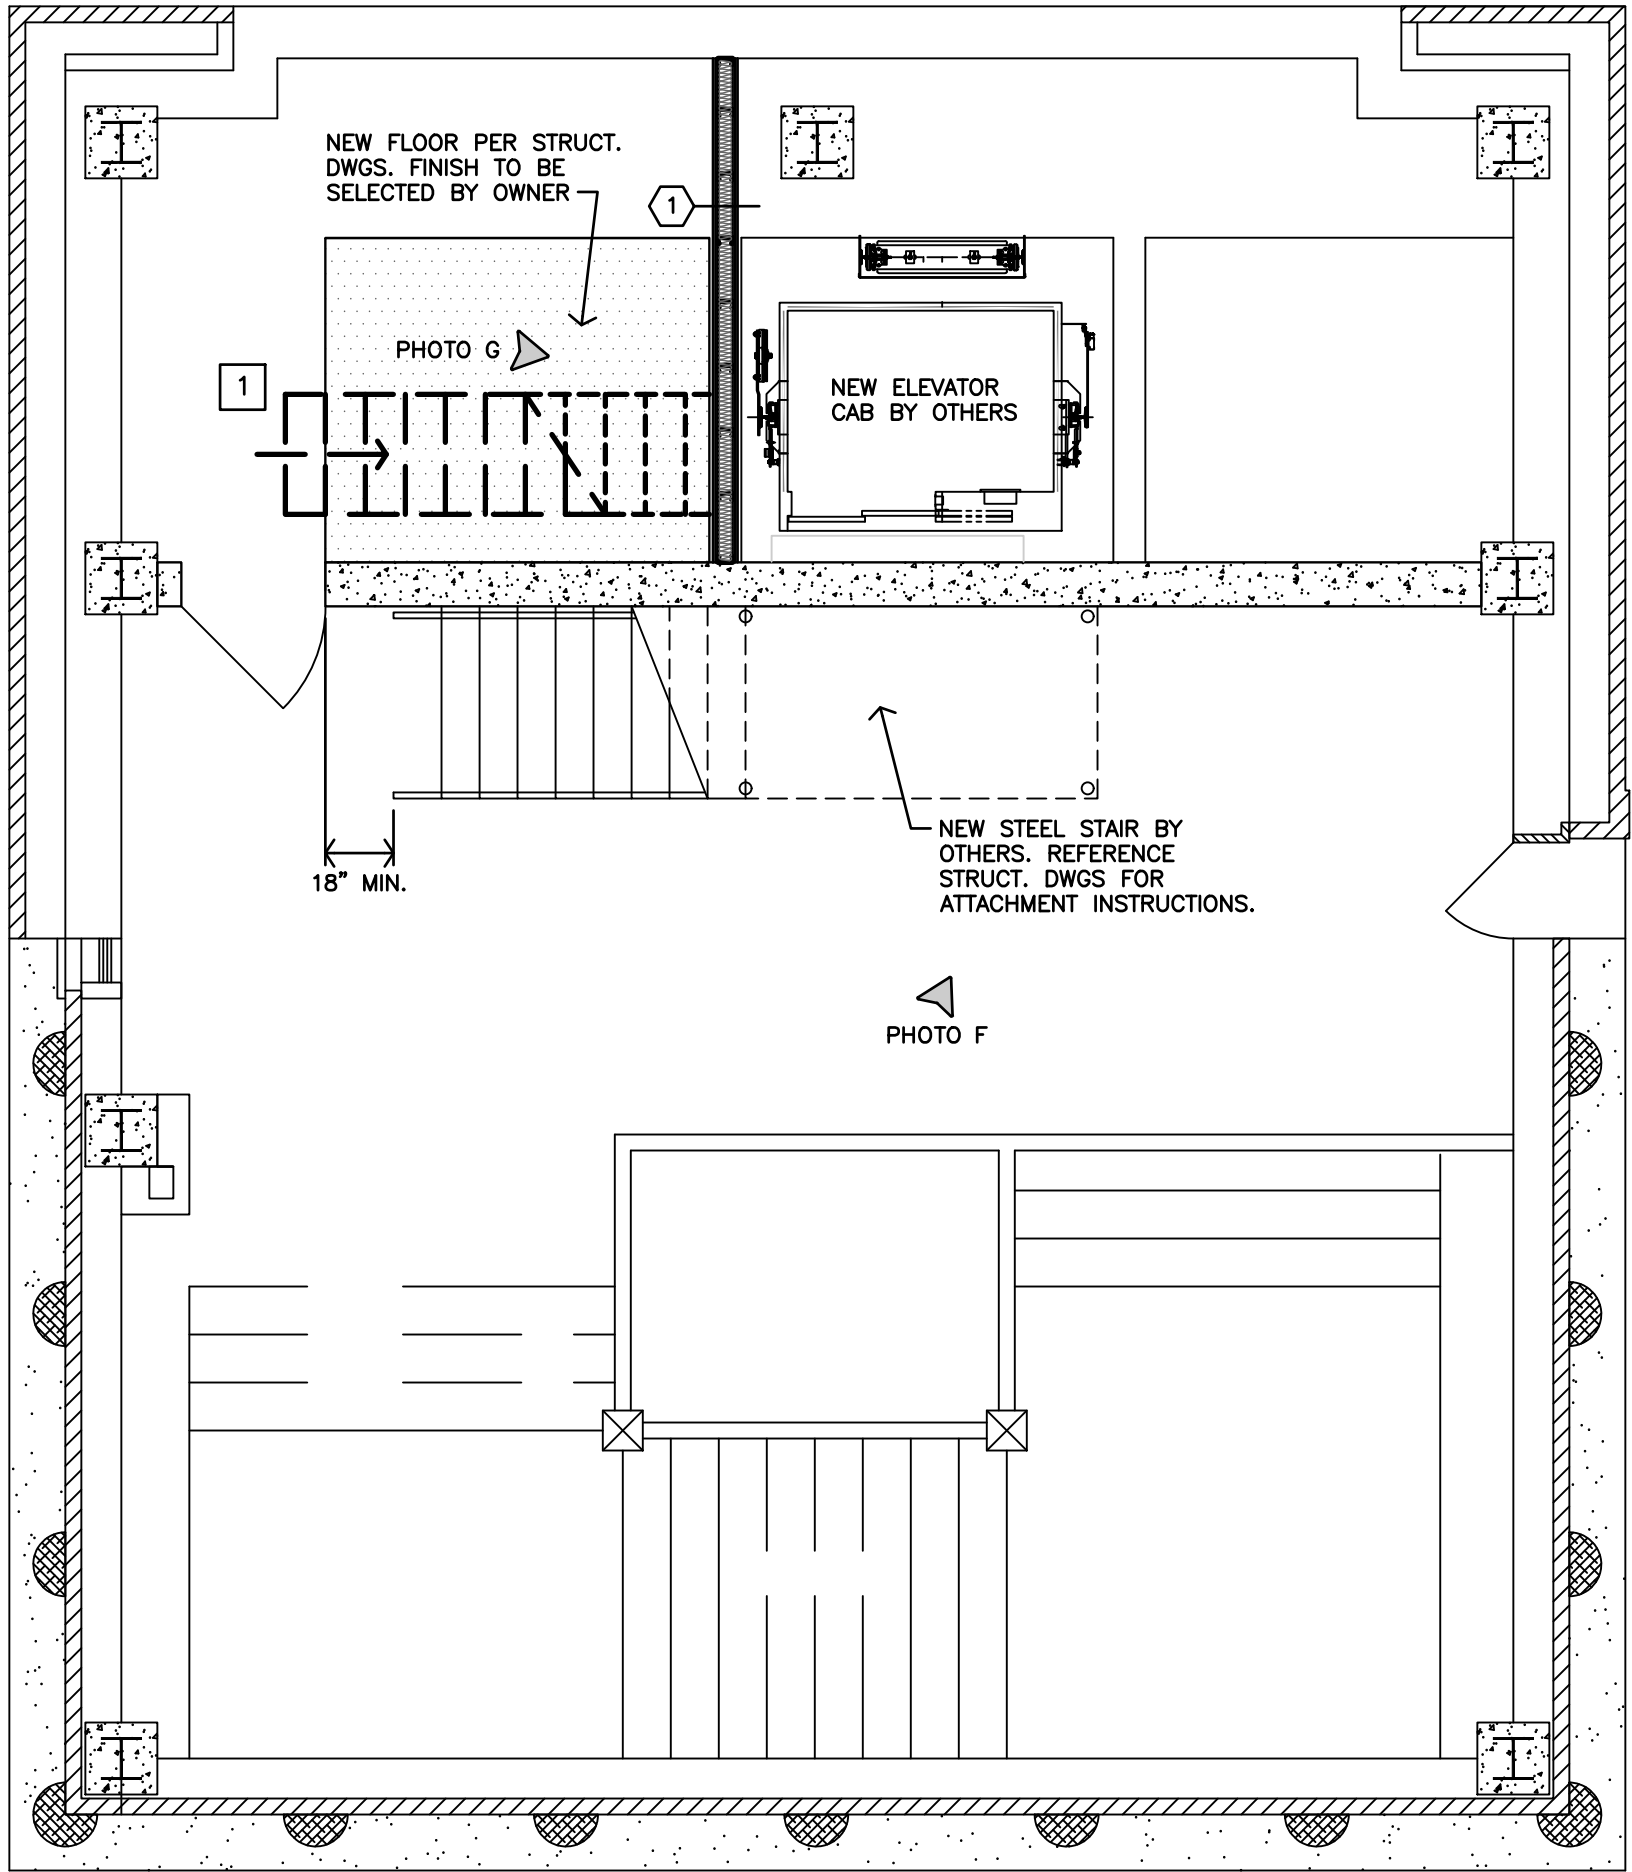 NEW FLOOR PER STRUCT.
DWGS. FINISH TO BE
SELECTED BY OWNER
1
PHOTO G
1
NEW ELEVATOR
CAB BY OTHERS
NEW STEEL STAIR BY
OTHERS. REFERENCE
STRUCT. DWGS FOR
ATTACHMENT INSTRUCTIONS.
18" MIN.
PHOTO F